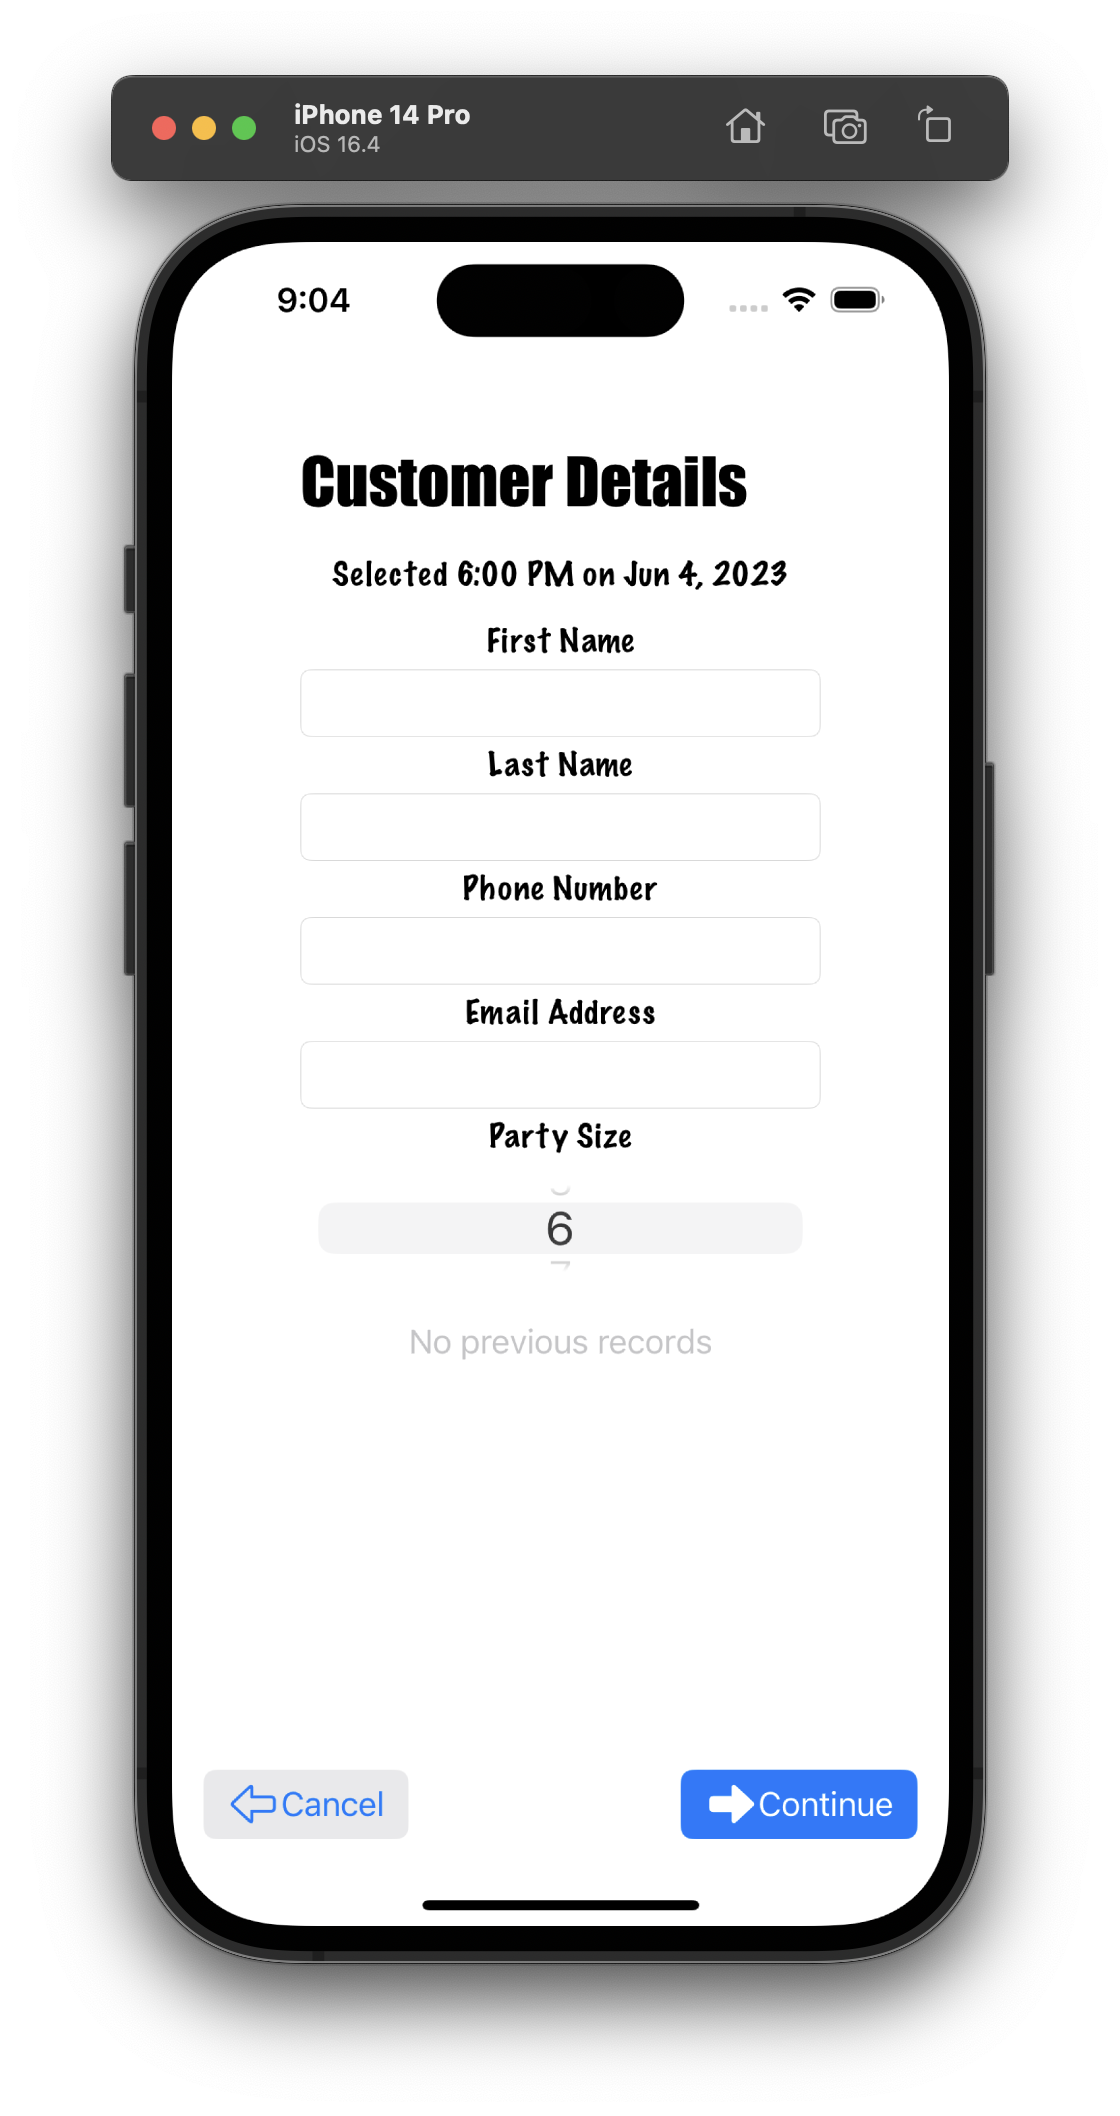 iPhone 14 Pro
iOS 16.4
9:04
Customer Details
Selected 6:00 PM on Jun 4, 2023
First Name
Last Name
Phone Number
Email Address
Party Size
6
No previous records
Cancel
Continue